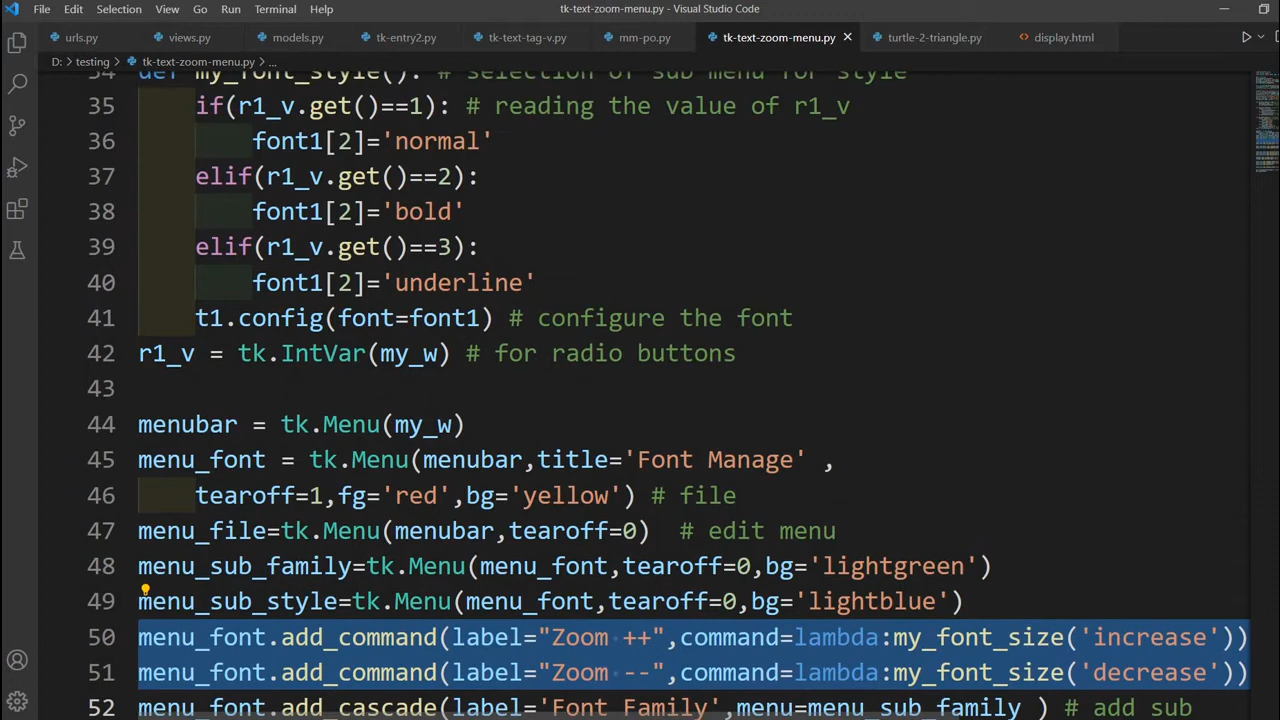 File Edit Selection View Go Run Terminal Help tk-text-zoom-menu.py - Visual Studio Code
urls.py views.py models.py tk-entry2.py tk-text-tag-v.py mm-po.py tk-text-zoom-menu.py turtle-2-triangle.py display.html
D: > testing > tk-text-zoom-menu.py > ...
34 def my_font_style(): # selection of sub menu for style
35 if(r1_v.get()==1): # reading the value of r1_v
36 font1[2]='normal'
37 elif(r1_v.get()==2):
38 font1[2]='bold'
39 elif(r1_v.get()==3):
40 font1[2]='underline'
41 t1.config(font=font1) # configure the font
42 r1_v = tk.IntVar(my_w) # for radio buttons
43
44 menubar = tk.Menu(my_w)
45 menu_font = tk.Menu(menubar,title='Font Manage' ,
46 tearoff=1,fg='red',bg='yellow') # file
47 menu_file=tk.Menu(menubar,tearoff=0) # edit menu
48 menu_sub_family=tk.Menu(menu_font,tearoff=0,bg='lightgreen')
49 menu_sub_style=tk.Menu(menu_font,tearoff=0,bg='lightblue')
50 menu_font.add_command(label="Zoom ++",command=lambda:my_font_size('increase'))
51 menu_font.add_command(label="Zoom --",command=lambda:my_font_size('decrease'))
52 menu_font.add_cascade(label='Font Family',menu=menu_sub_family ) # add sub